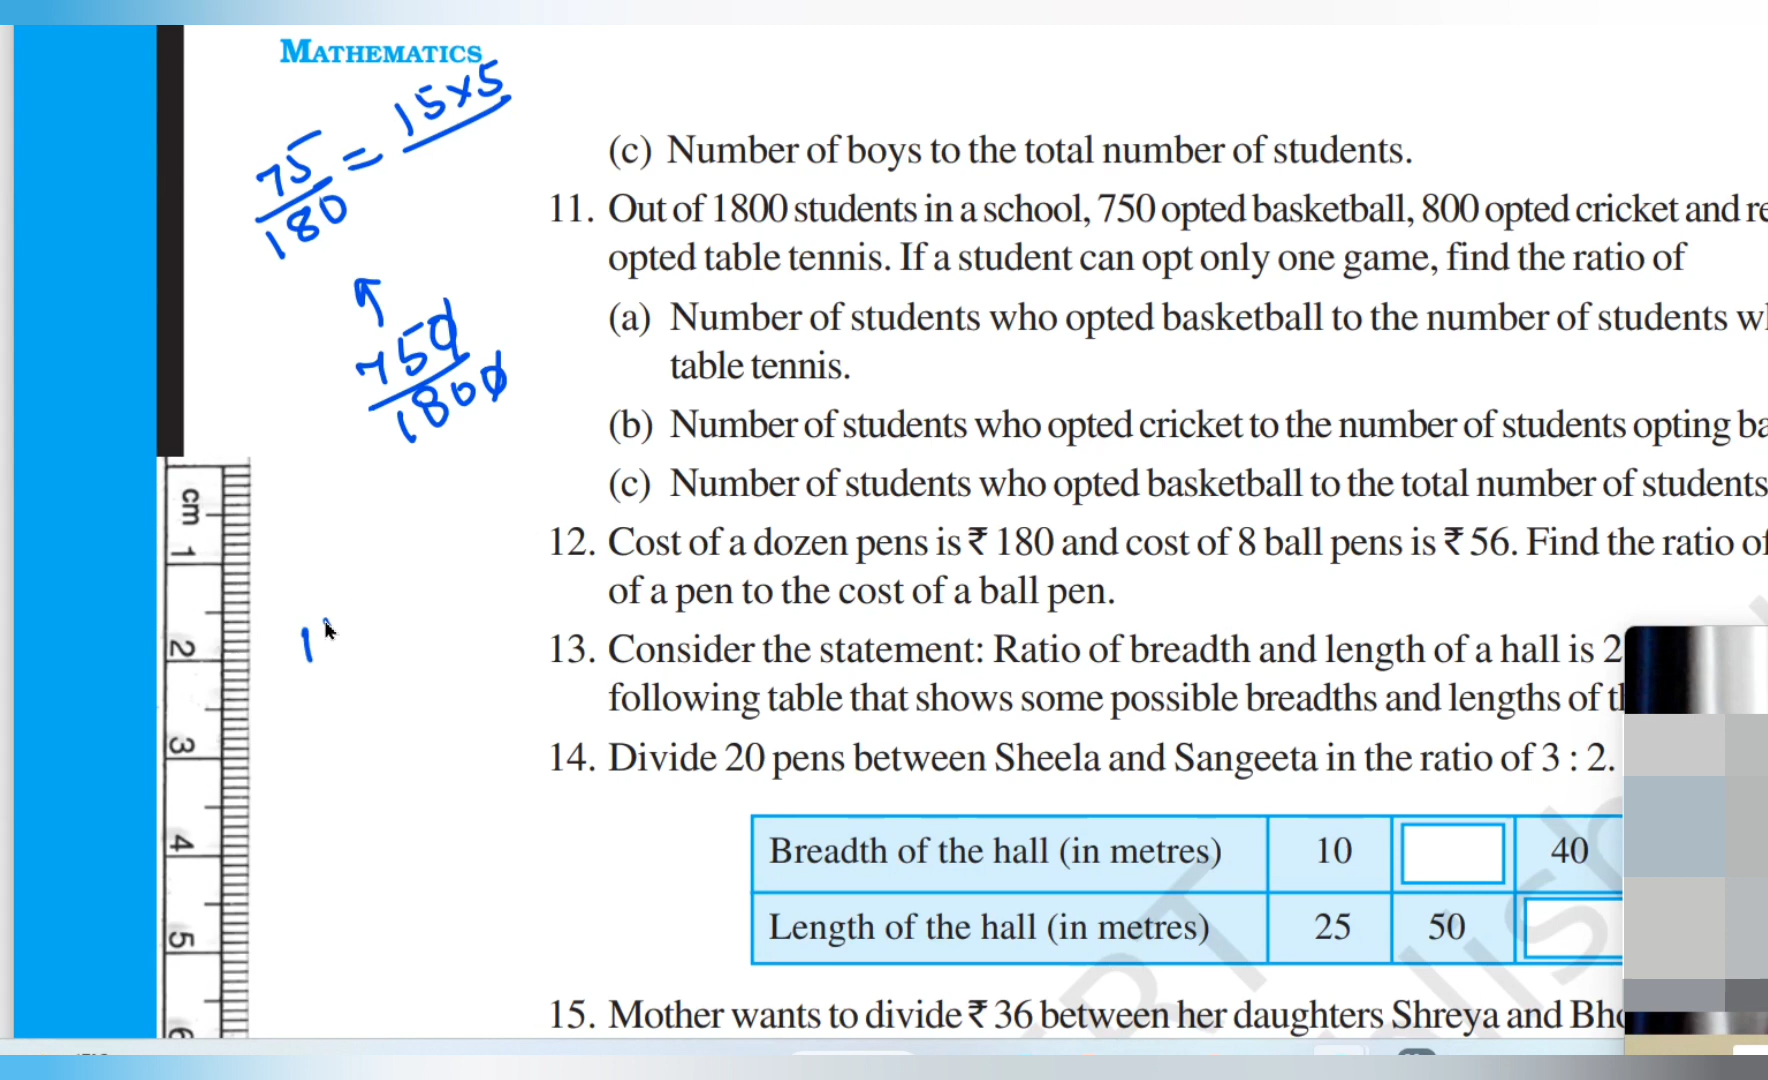 MATHEMATICS
75/180 = 15×5
750/1800
(c) Number of boys to the total number of students.
11. Out of 1800 students in a school, 750 opted basketball, 800 opted cricket and
opted table tennis. If a student can opt only one game, find the ratio of
(a) Number of students who opted basketball to the number of students
table tennis.
(b) Number of students who opted cricket to the number of students opting
(c) Number of students who opted basketball to the total number of students
12. Cost of a dozen pens is ₹ 180 and cost of 8 ball pens is ₹ 56. Find the ratio of
of a pen to the cost of a ball pen.
13. Consider the statement: Ratio of breadth and length of a hall is 2
following table that shows some possible breadths and lengths of
14. Divide 20 pens between Sheela and Sangeeta in the ratio of 3 : 2.
Breadth of the hall (in metres) 10 40
Length of the hall (in metres) 25 50
15. Mother wants to divide ₹ 36 between her daughters Shreya and
cm 1 2 3 4 5 6